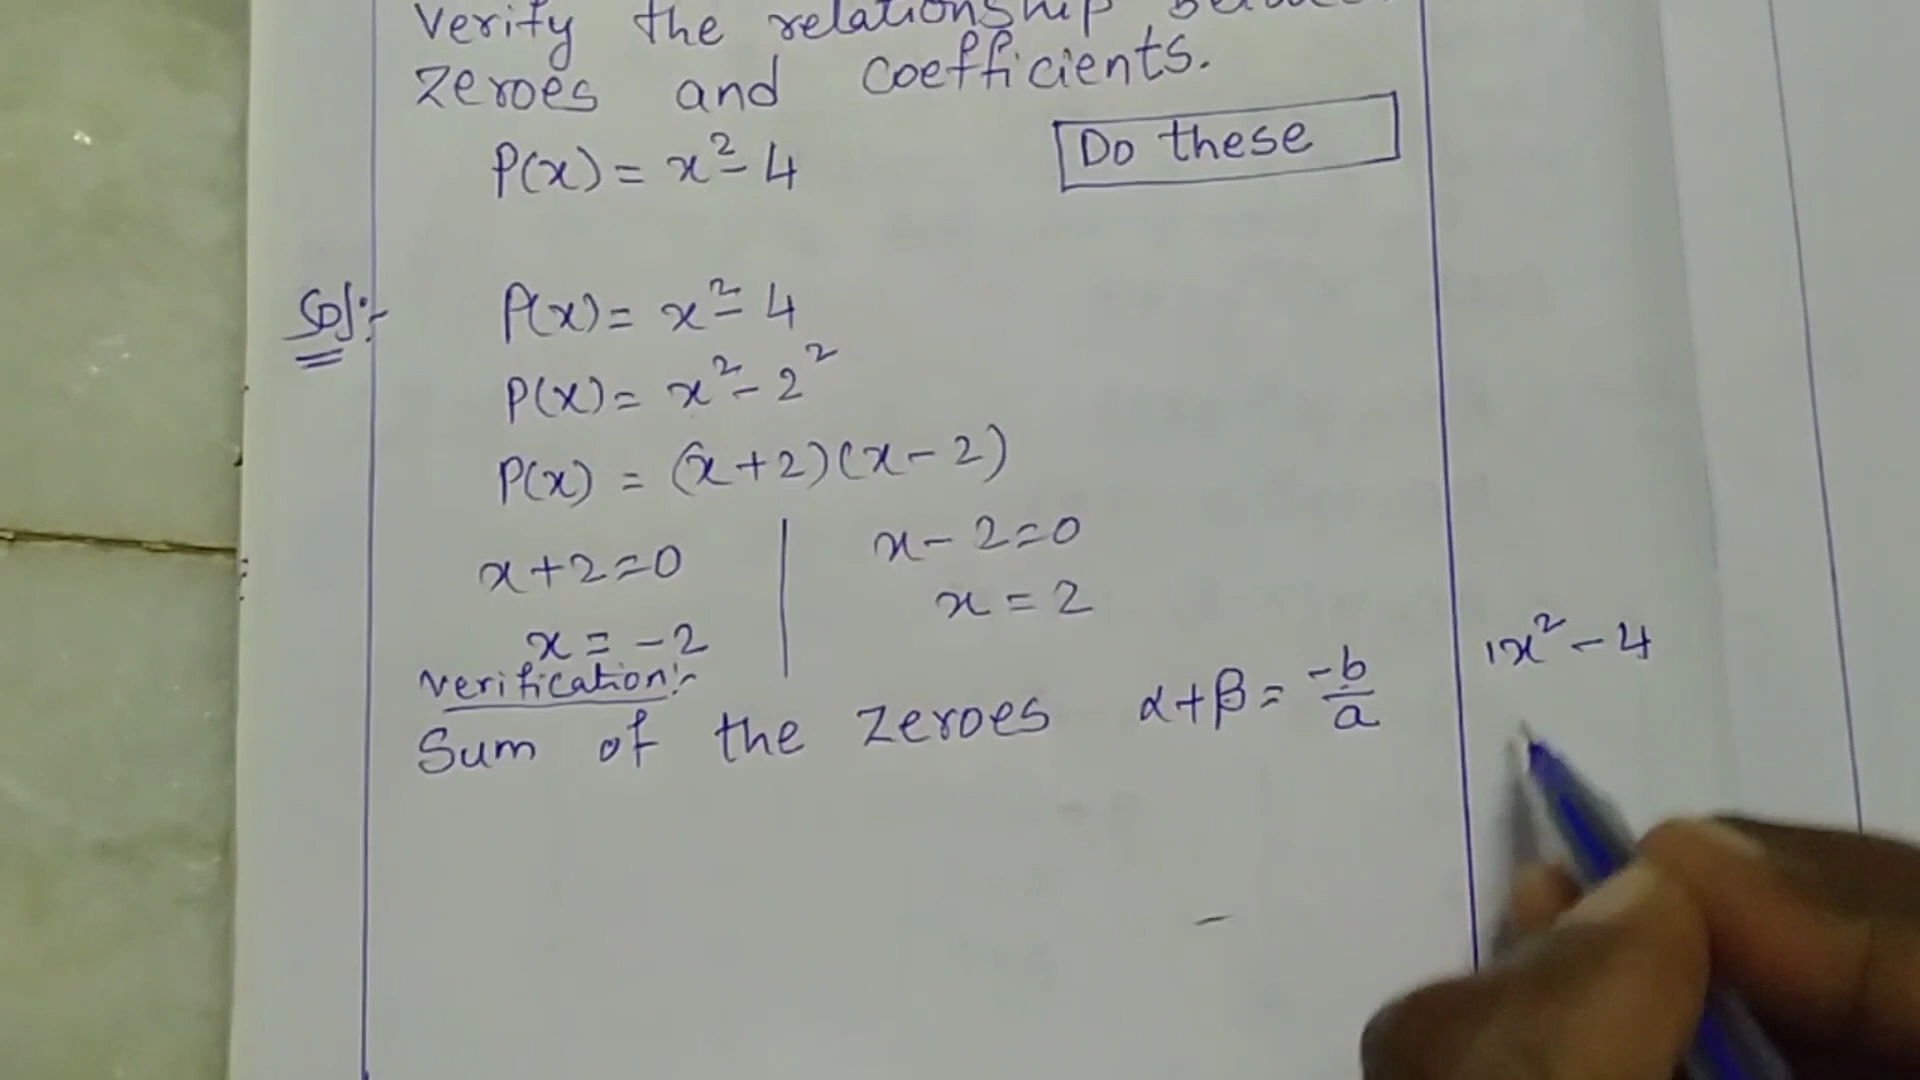 Verify the relationship
zeroes and coefficients.
P(x) = x² - 4
Do these
Sol:-
P(x) = x² - 4
P(x) = x² - 2²
P(x) = (x+2)(x-2)
x+2=0
x = -2
x-2=0
x = 2
Verification:-
Sum of the zeroes α+β = -b/a
1x² - 4